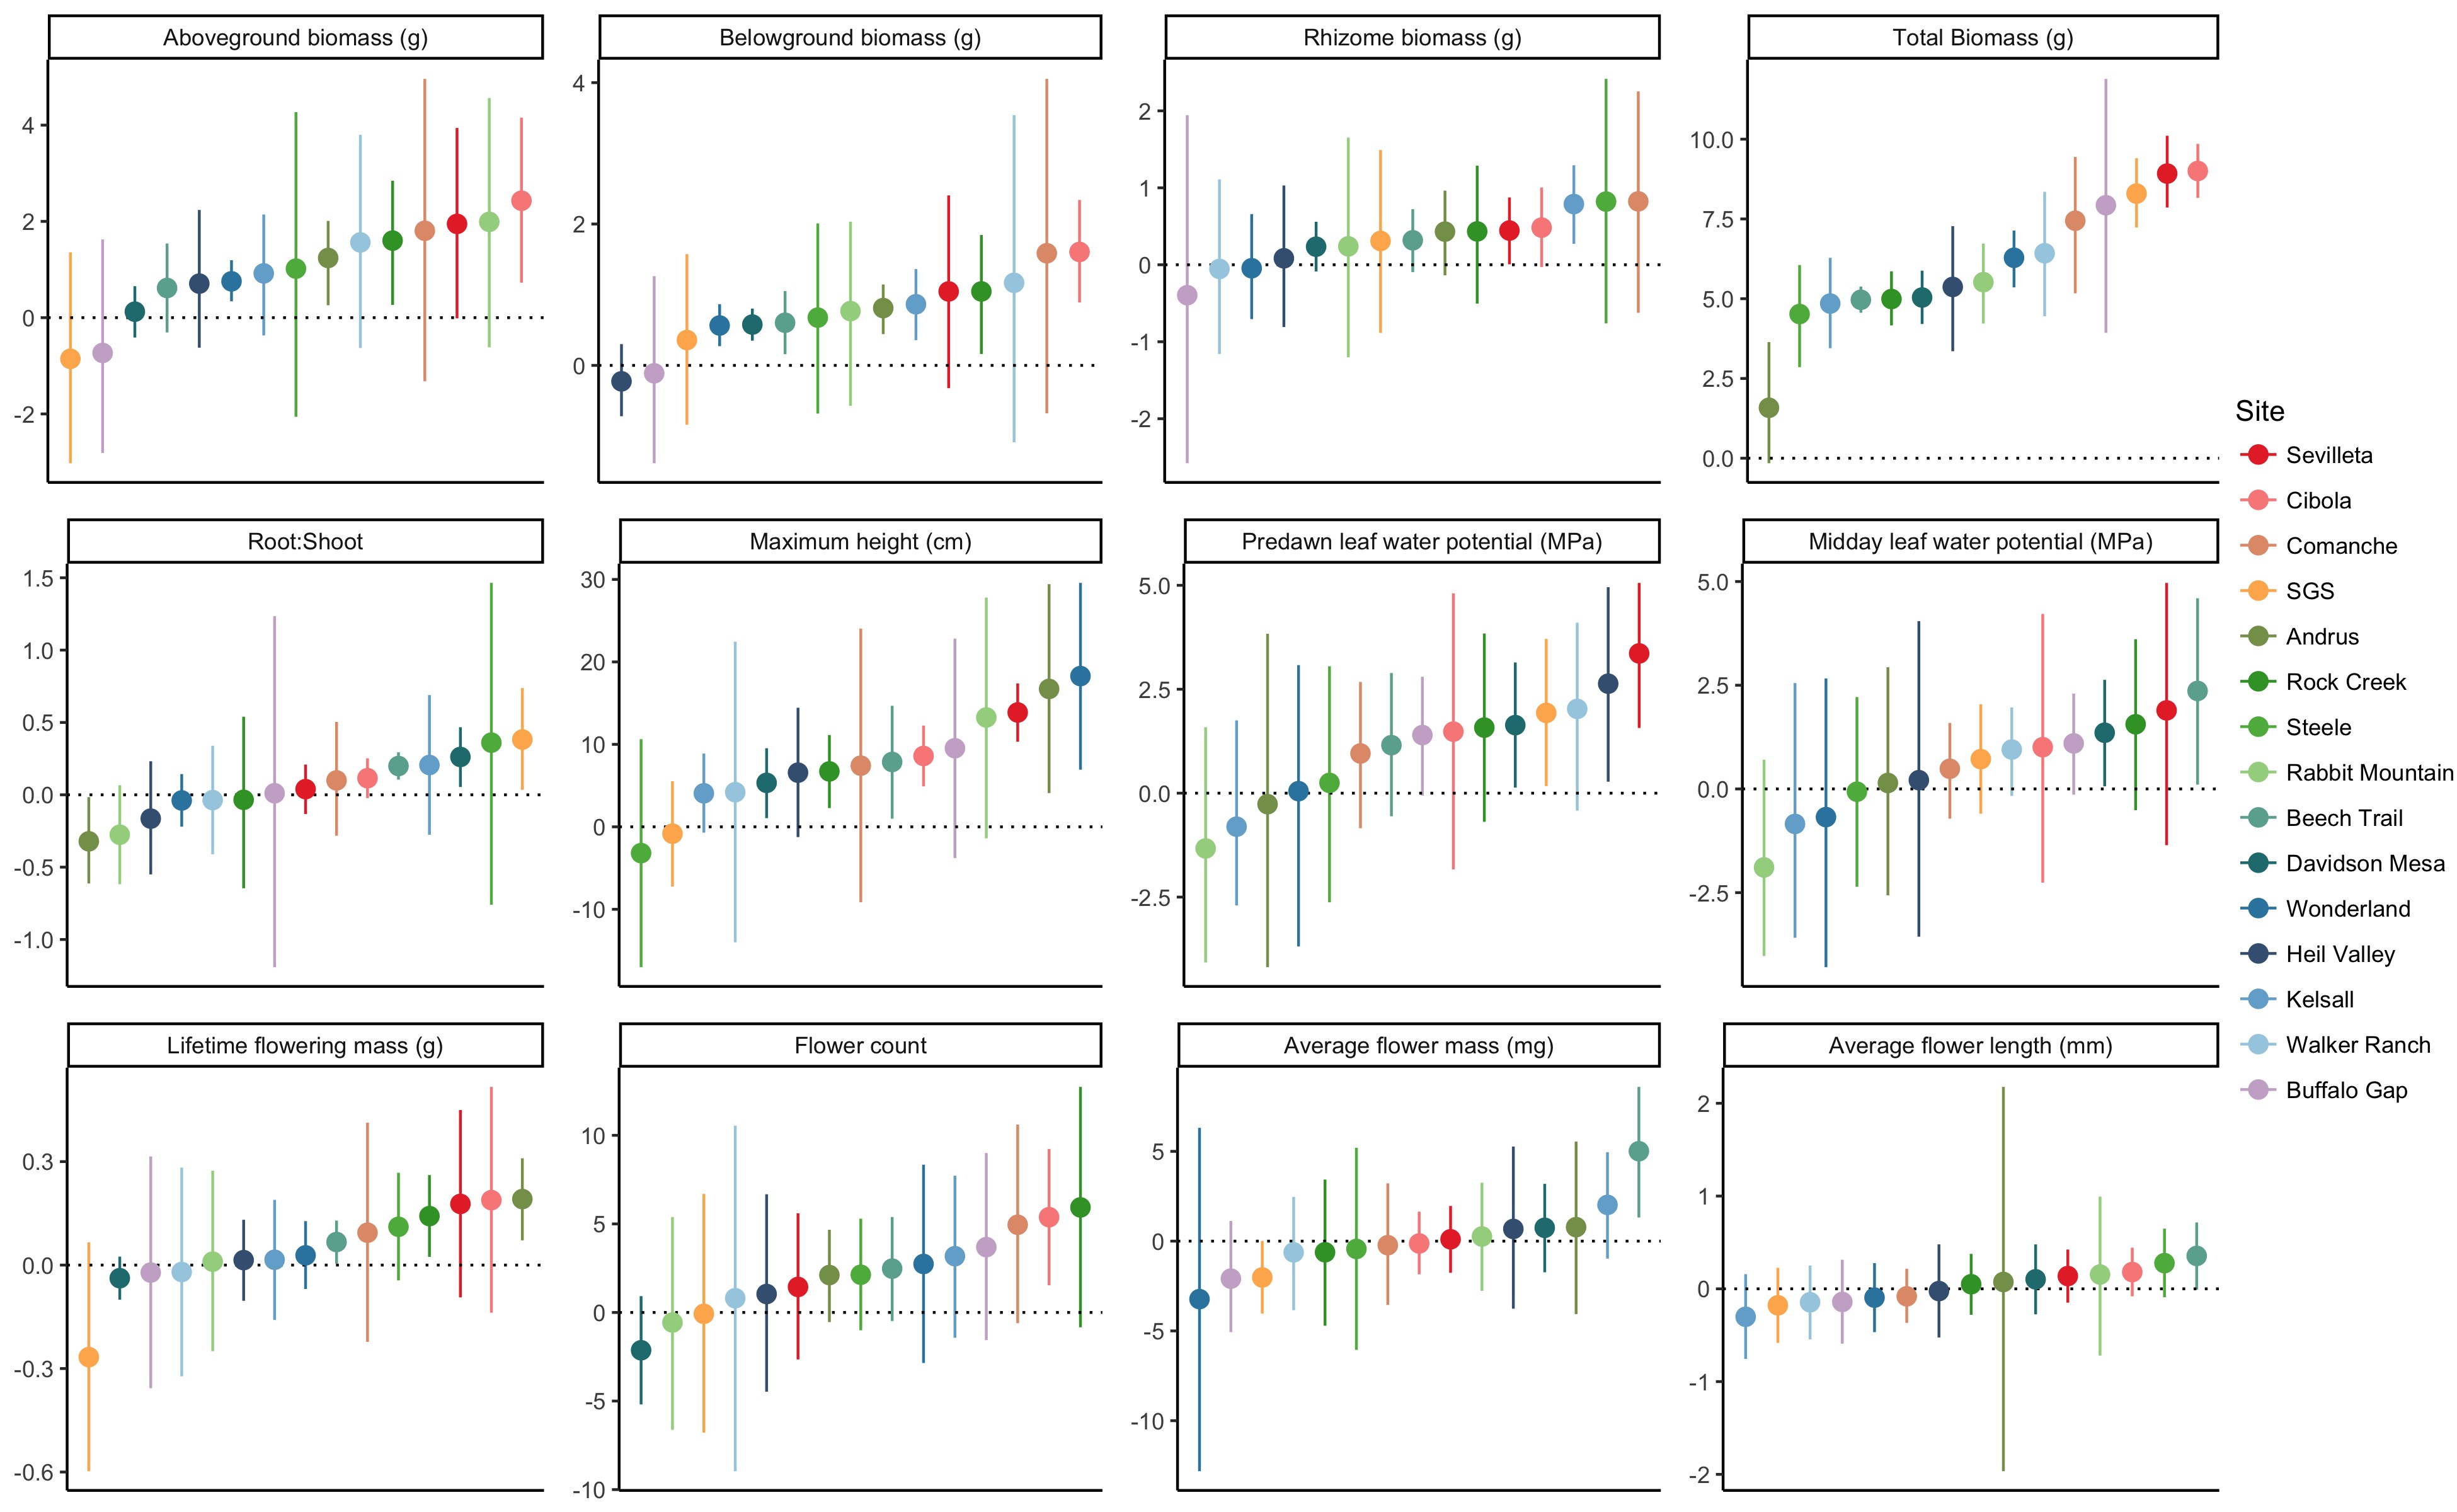 Aboveground biomass (g)
4
2
0
-2
Belowground biomass (g)
4
2
0
Rhizome biomass (g)
2
1
0
-1
-2
Total Biomass (g)
10.0
7.5
5.0
2.5
0.0
Root:Shoot
1.5
1.0
0.5
0.0
-0.5
-1.0
Maximum height (cm)
30
20
10
0
-10
Predawn leaf water potential (MPa)
5.0
2.5
0.0
-2.5
Midday leaf water potential (MPa)
5.0
2.5
0.0
-2.5
Lifetime flowering mass (g)
0.3
0.0
-0.3
-0.6
Flower count
10
5
0
-5
-10
Average flower mass (mg)
5
0
-5
-10
Average flower length (mm)
2
1
0
-1
-2
Site
Sevilleta
Cibola
Comanche
SGS
Andrus
Rock Creek
Steele
Rabbit Mountain
Beech Trail
Davidson Mesa
Wonderland
Heil Valley
Kelsall
Walker Ranch
Buffalo Gap